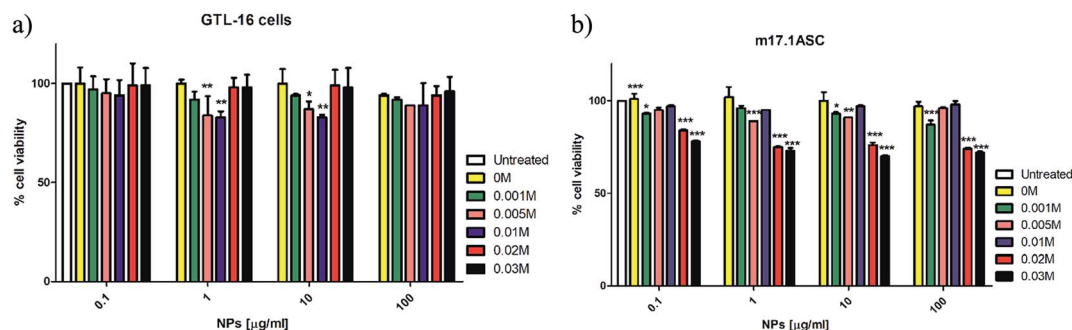 a)
GTL-16 cells
% cell viability
100
50
0
** **
* **
0.1 1 10 100
NPs [µg/ml]
Untreated
0M
0.001M
0.005M
0.01M
0.02M
0.03M
b)
m17.1ASC
% cell viability
100
50
0
*** * *** ***
*** *** ***
* ** *** ***
*** *** ***
0.1 1 10 100
NPs [µg/ml]
Untreated
0M
0.001M
0.005M
0.01M
0.02M
0.03M